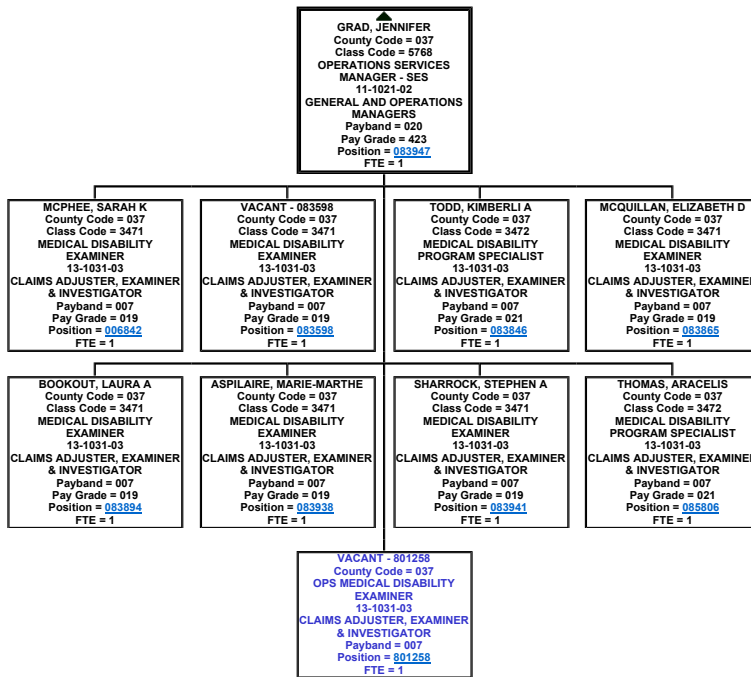 GRAD, JENNIFER
County Code = 037
Class Code = 5768
OPERATIONS SERVICES
MANAGER - SES
11-1021-02
GENERAL AND OPERATIONS
MANAGERS
Payband = 020
Pay Grade = 423
Position = 083947
FTE = 1
MCPHEE, SARAH K
County Code = 037
Class Code = 3471
MEDICAL DISABILITY
EXAMINER
13-1031-03
CLAIMS ADJUSTER, EXAMINER
& INVESTIGATOR
Payband = 007
Pay Grade = 019
Position = 006842
FTE = 1
VACANT - 083598
County Code = 037
Class Code = 3471
MEDICAL DISABILITY
EXAMINER
13-1031-03
CLAIMS ADJUSTER, EXAMINER
& INVESTIGATOR
Payband = 007
Pay Grade = 019
Position = 083598
FTE = 1
TODD, KIMBERLI A
County Code = 037
Class Code = 3472
MEDICAL DISABILITY
PROGRAM SPECIALIST
13-1031-03
CLAIMS ADJUSTER, EXAMINER
& INVESTIGATOR
Payband = 007
Pay Grade = 021
Position = 083846
FTE = 1
MCQUILLAN, ELIZABETH D
County Code = 037
Class Code = 3471
MEDICAL DISABILITY
EXAMINER
13-1031-03
CLAIMS ADJUSTER, EXAMINER
& INVESTIGATOR
Payband = 007
Pay Grade = 019
Position = 083865
FTE = 1
BOOKOUT, LAURA A
County Code = 037
Class Code = 3471
MEDICAL DISABILITY
EXAMINER
13-1031-03
CLAIMS ADJUSTER, EXAMINER
& INVESTIGATOR
Payband = 007
Pay Grade = 019
Position = 083894
FTE = 1
ASPILAIRE, MARIE-MARTHE
County Code = 037
Class Code = 3471
MEDICAL DISABILITY
EXAMINER
13-1031-03
CLAIMS ADJUSTER, EXAMINER
& INVESTIGATOR
Payband = 007
Pay Grade = 019
Position = 083938
FTE = 1
SHARROCK, STEPHEN A
County Code = 037
Class Code = 3471
MEDICAL DISABILITY
EXAMINER
13-1031-03
CLAIMS ADJUSTER, EXAMINER
& INVESTIGATOR
Payband = 007
Pay Grade = 019
Position = 083941
FTE = 1
THOMAS, ARACELIS
County Code = 037
Class Code = 3472
MEDICAL DISABILITY
PROGRAM SPECIALIST
13-1031-03
CLAIMS ADJUSTER, EXAMINER
& INVESTIGATOR
Payband = 007
Pay Grade = 021
Position = 085806
FTE = 1
VACANT - 801258
County Code = 037
OPS MEDICAL DISABILITY
EXAMINER
13-1031-03
CLAIMS ADJUSTER, EXAMINER
& INVESTIGATOR
Payband = 007
Position = 801258
FTE = 1